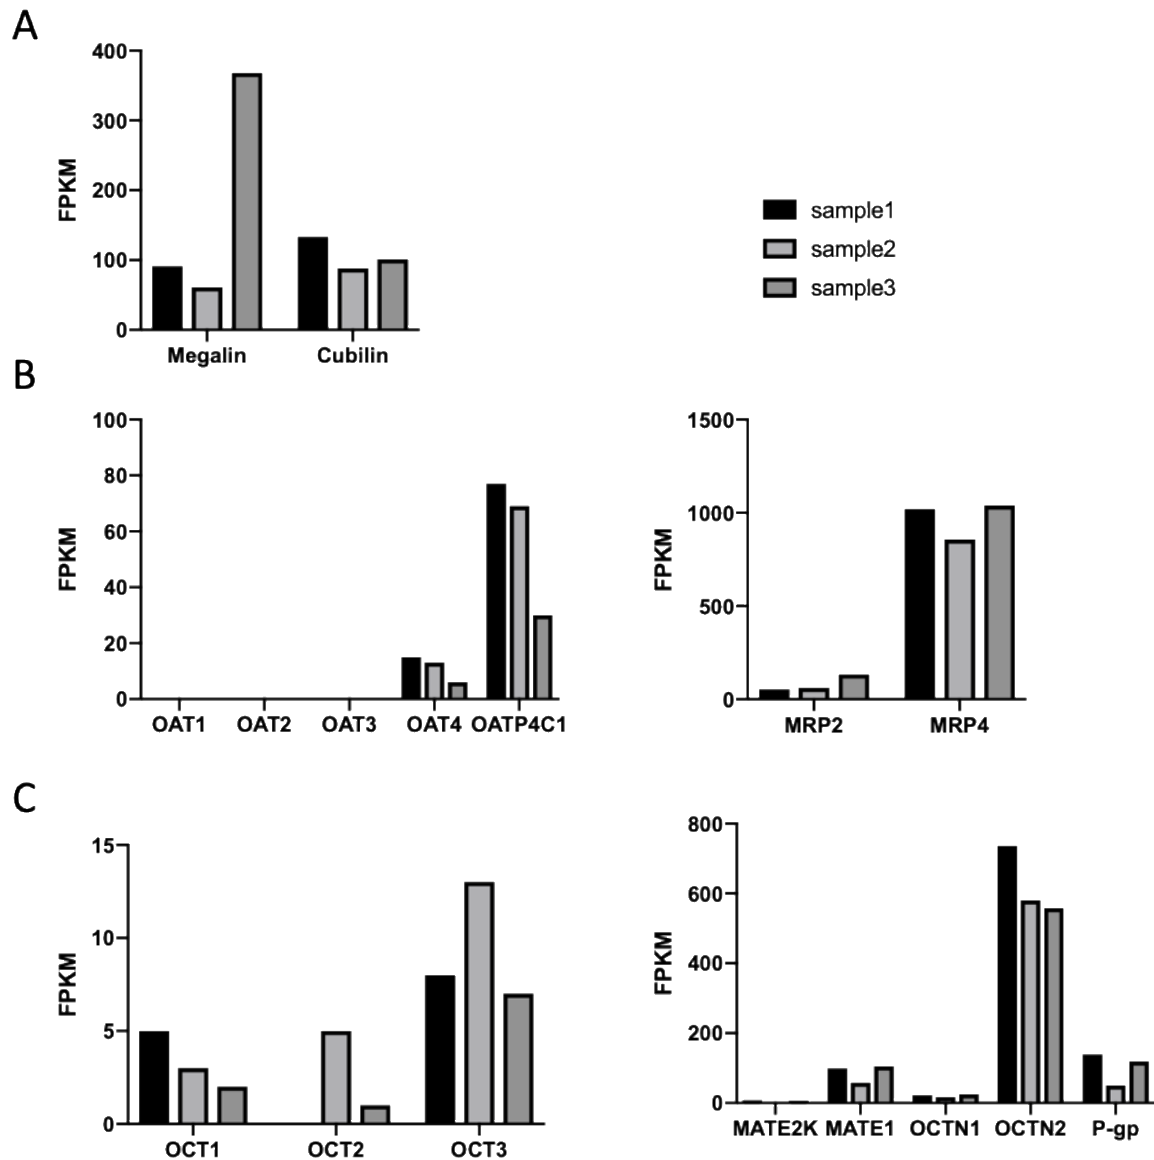 A
400
300
200
100
0
FPKM
Megalin Cubilin
sample1
sample2
sample3
B
100
80
60
40
20
0
FPKM
OAT1 OAT2 OAT3 OAT4 OATP4C1
1500
1000
500
0
FPKM
MRP2 MRP4
C
15
10
5
0
FPKM
OCT1 OCT2 OCT3
800
600
400
200
0
FPKM
MATE2K MATE1 OCTN1 OCTN2 P-gp